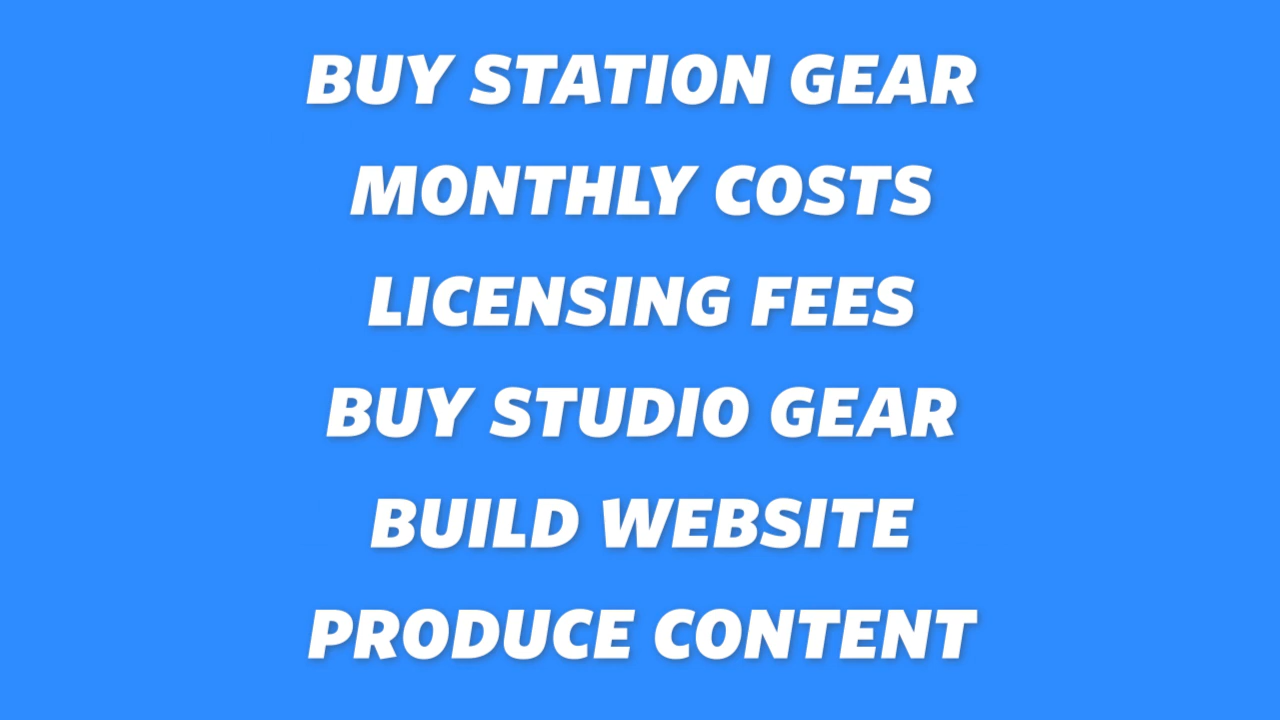 BUY STATION GEAR
MONTHLY COSTS
LICENSING FEES
BUY STUDIO GEAR
BUILD WEBSITE
PRODUCE CONTENT